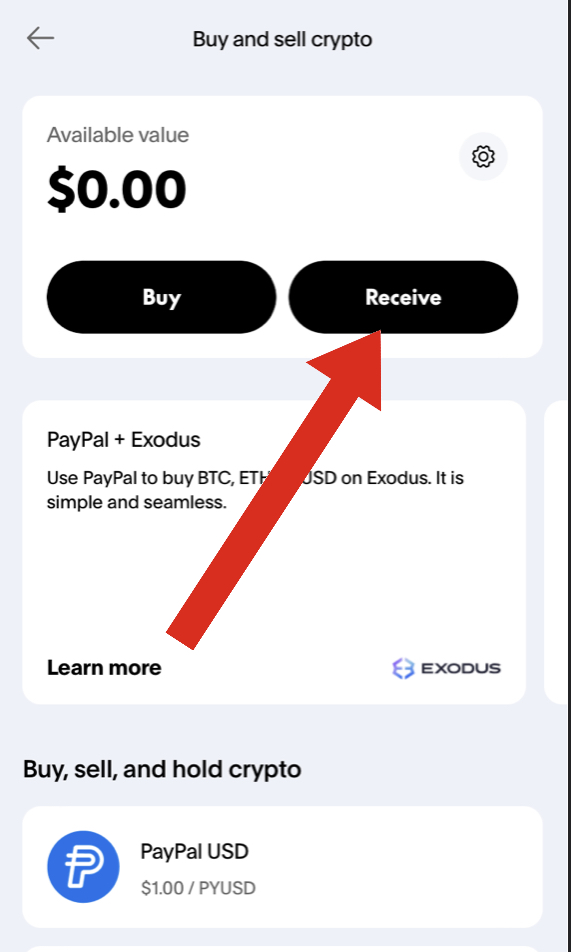 Buy and sell crypto
Available value
$0.00
Buy
Receive
PayPal + Exodus
Use PayPal to buy BTC, USD on Exodus. It is
simple and seamless.
Learn more
EXODUS
Buy, sell, and hold crypto
PayPal USD
$1.00 / PYUSD